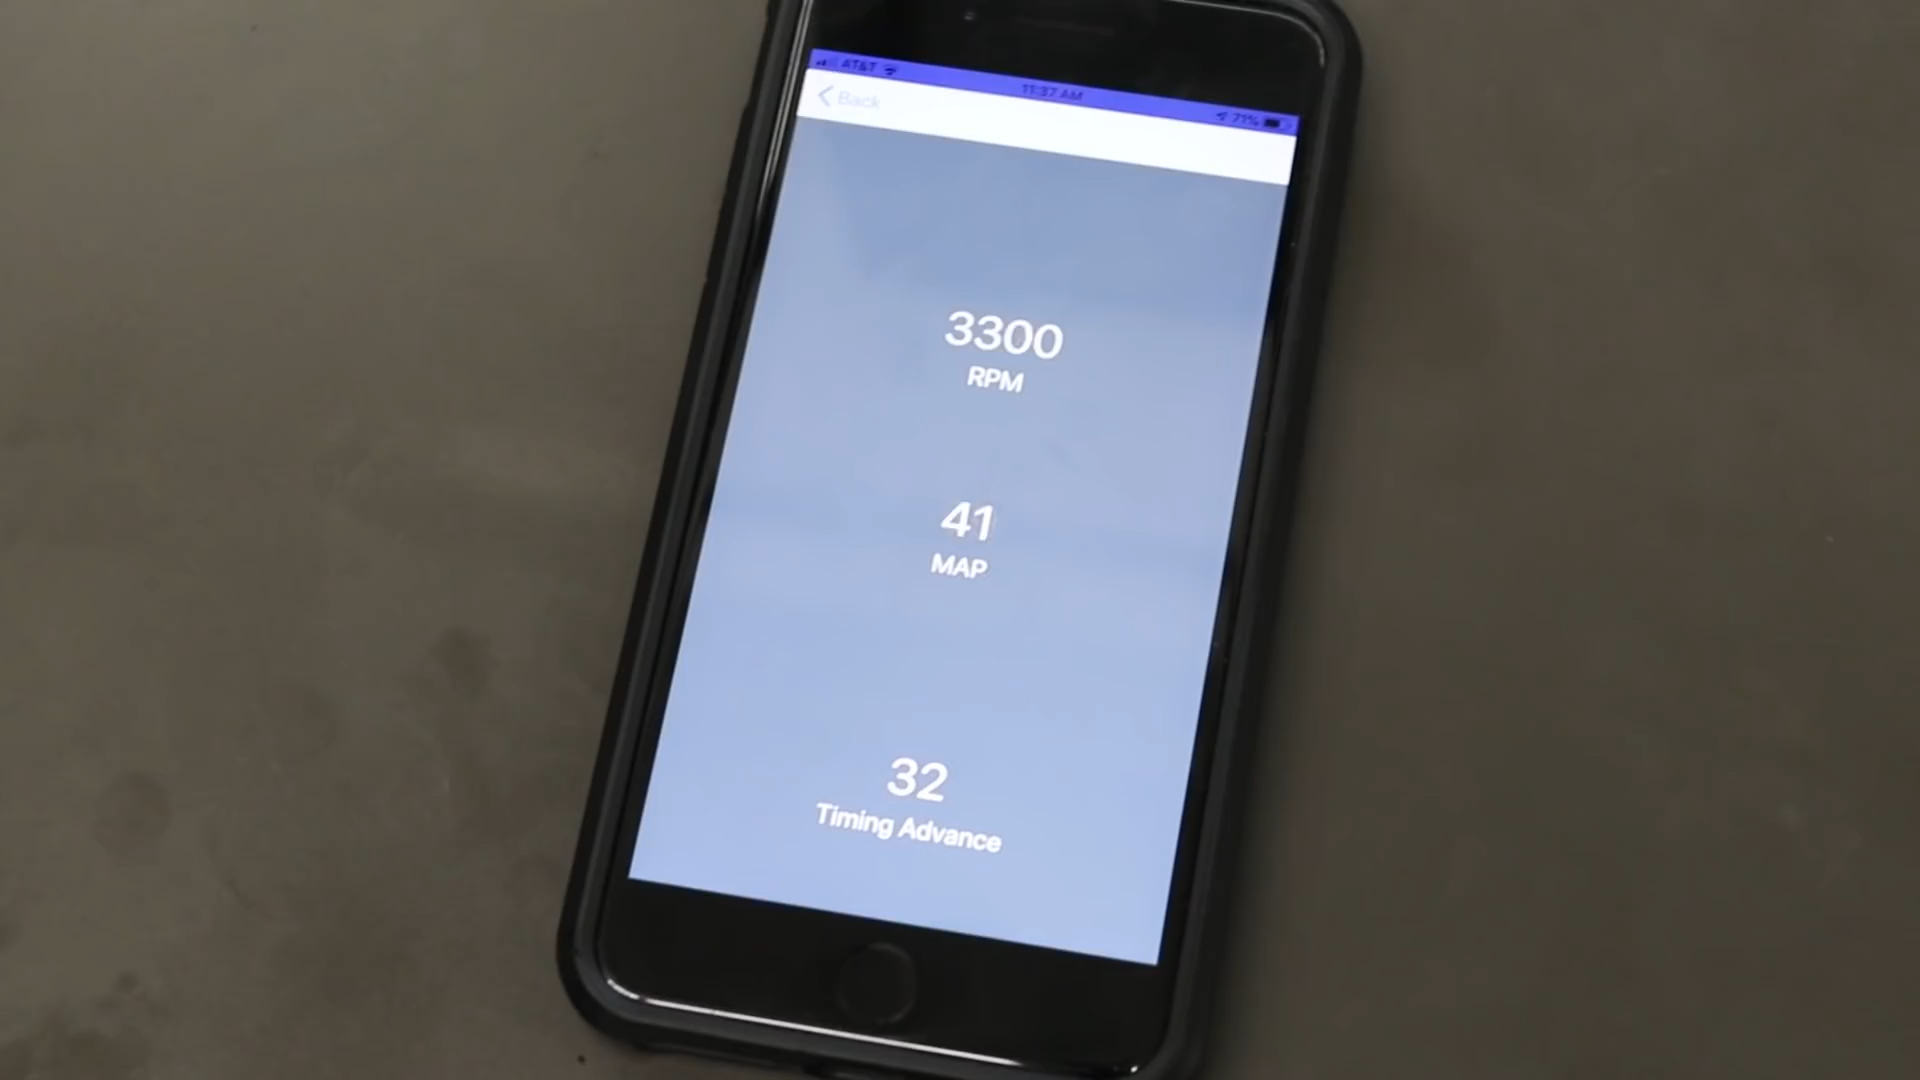 AT&T
11:37 AM
71%
Back
3300
RPM
41
MAP
32
Timing Advance